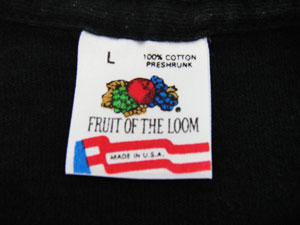 L
100% COTTON
PRESHRUNK
®
FRUIT OF THE LOOM
MADE IN U.S.A.